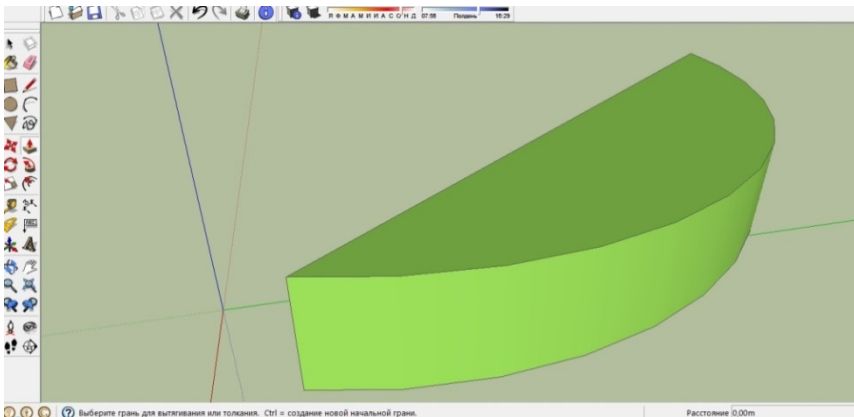 Я Ф М А М И И А С О Н Д 07:58 Полдень 16:29
Выберите грань для вытягивания или толкания. Ctrl = создание новой начальной грани. Расстояние 0,00m